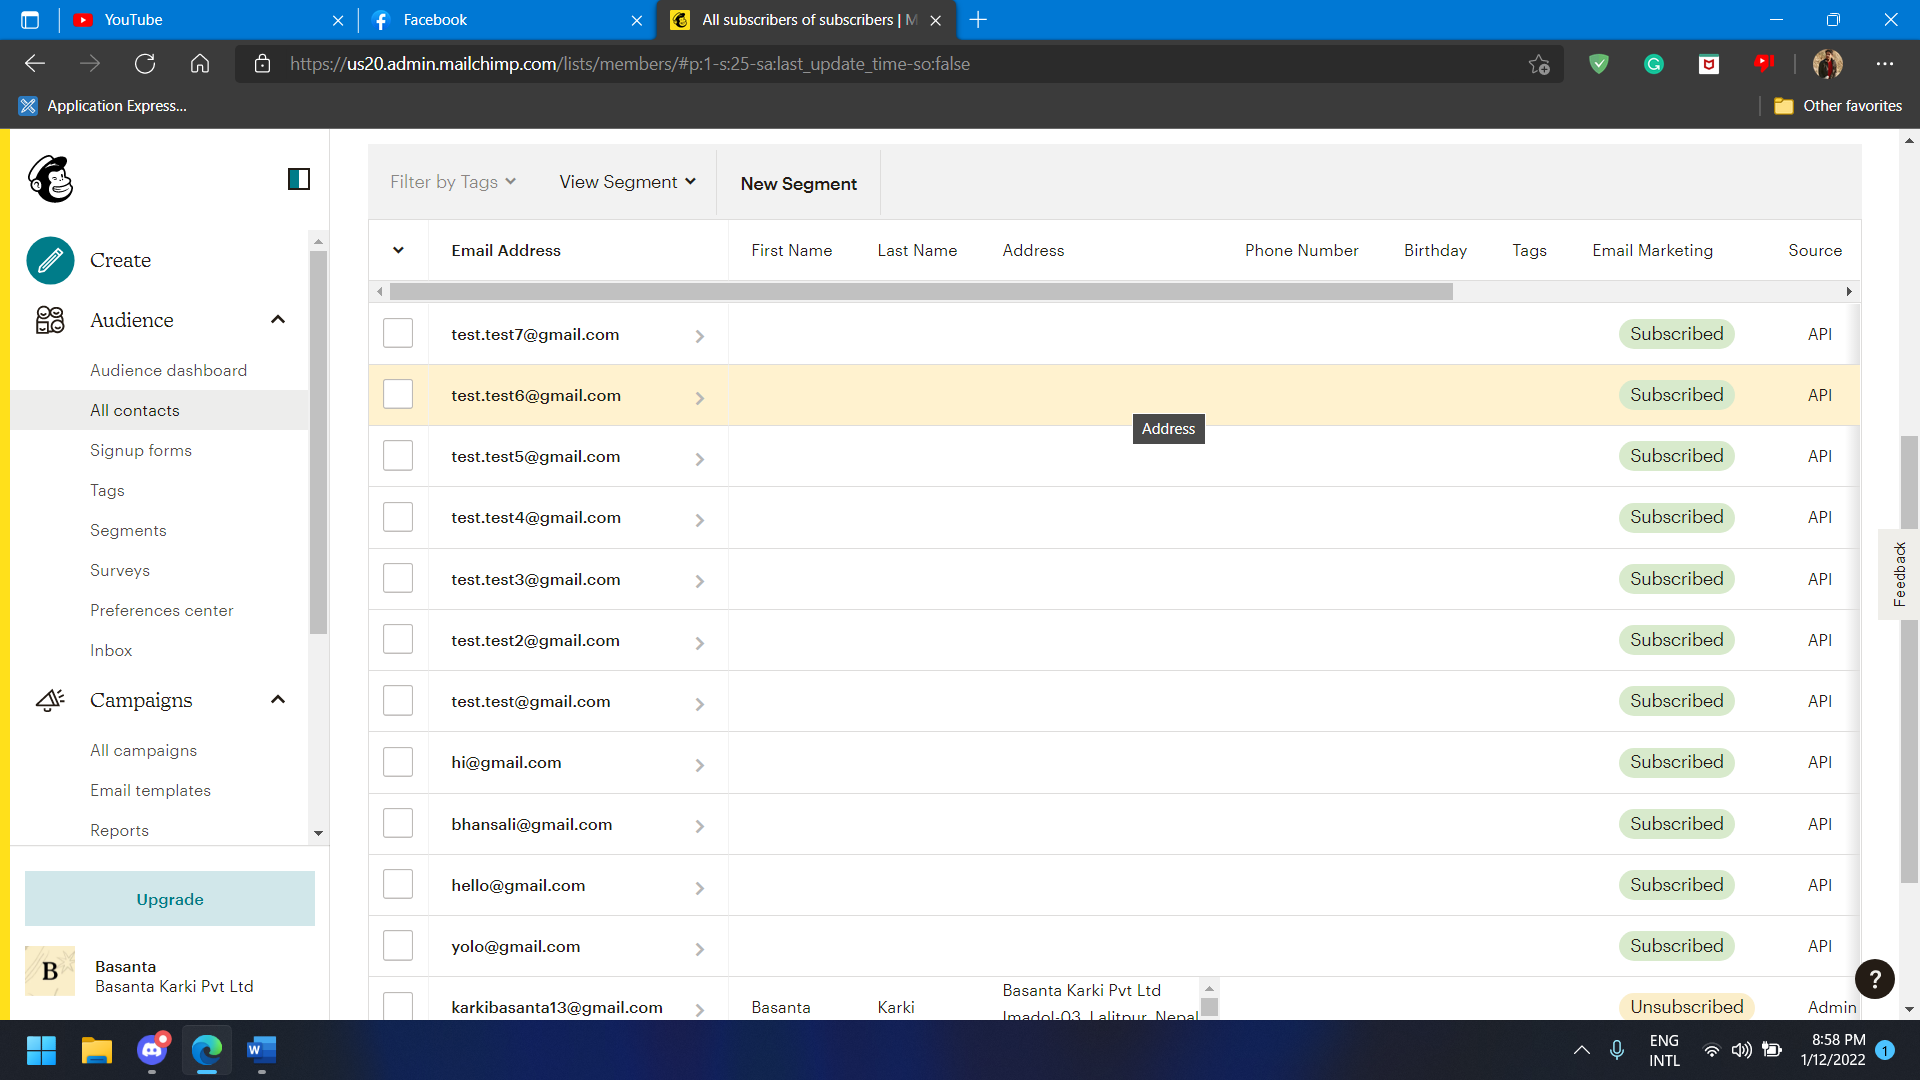 YouTube
Facebook
All subscribers of subscribers | M
https://us20.admin.mailchimp.com/lists/members/#p:1-s:25-sa:last_update_time-so:false
Application Express...
Other favorites
Filter by Tags
View Segment
New Segment
Create
Audience
Audience dashboard
All contacts
Signup forms
Tags
Segments
Surveys
Preferences center
Inbox
Campaigns
All campaigns
Email templates
Reports
Upgrade
B
Basanta
Basanta Karki Pvt Ltd
Email Address First Name Last Name Address Phone Number Birthday Tags Email Marketing Source
test.test7@gmail.com Subscribed API
test.test6@gmail.com Subscribed API
Address
test.test5@gmail.com Subscribed API
test.test4@gmail.com Subscribed API
test.test3@gmail.com Subscribed API
test.test2@gmail.com Subscribed API
test.test@gmail.com Subscribed API
hi@gmail.com Subscribed API
bhansali@gmail.com Subscribed API
hello@gmail.com Subscribed API
yolo@gmail.com Subscribed API
Basanta Karki Pvt Ltd
karkibasanta13@gmail.com Basanta Karki Unsubscribed Admin
Imadol-03, Lalitpur, Nepal
Feedback
?
ENG
INTL
8:58 PM
1/12/2022
1